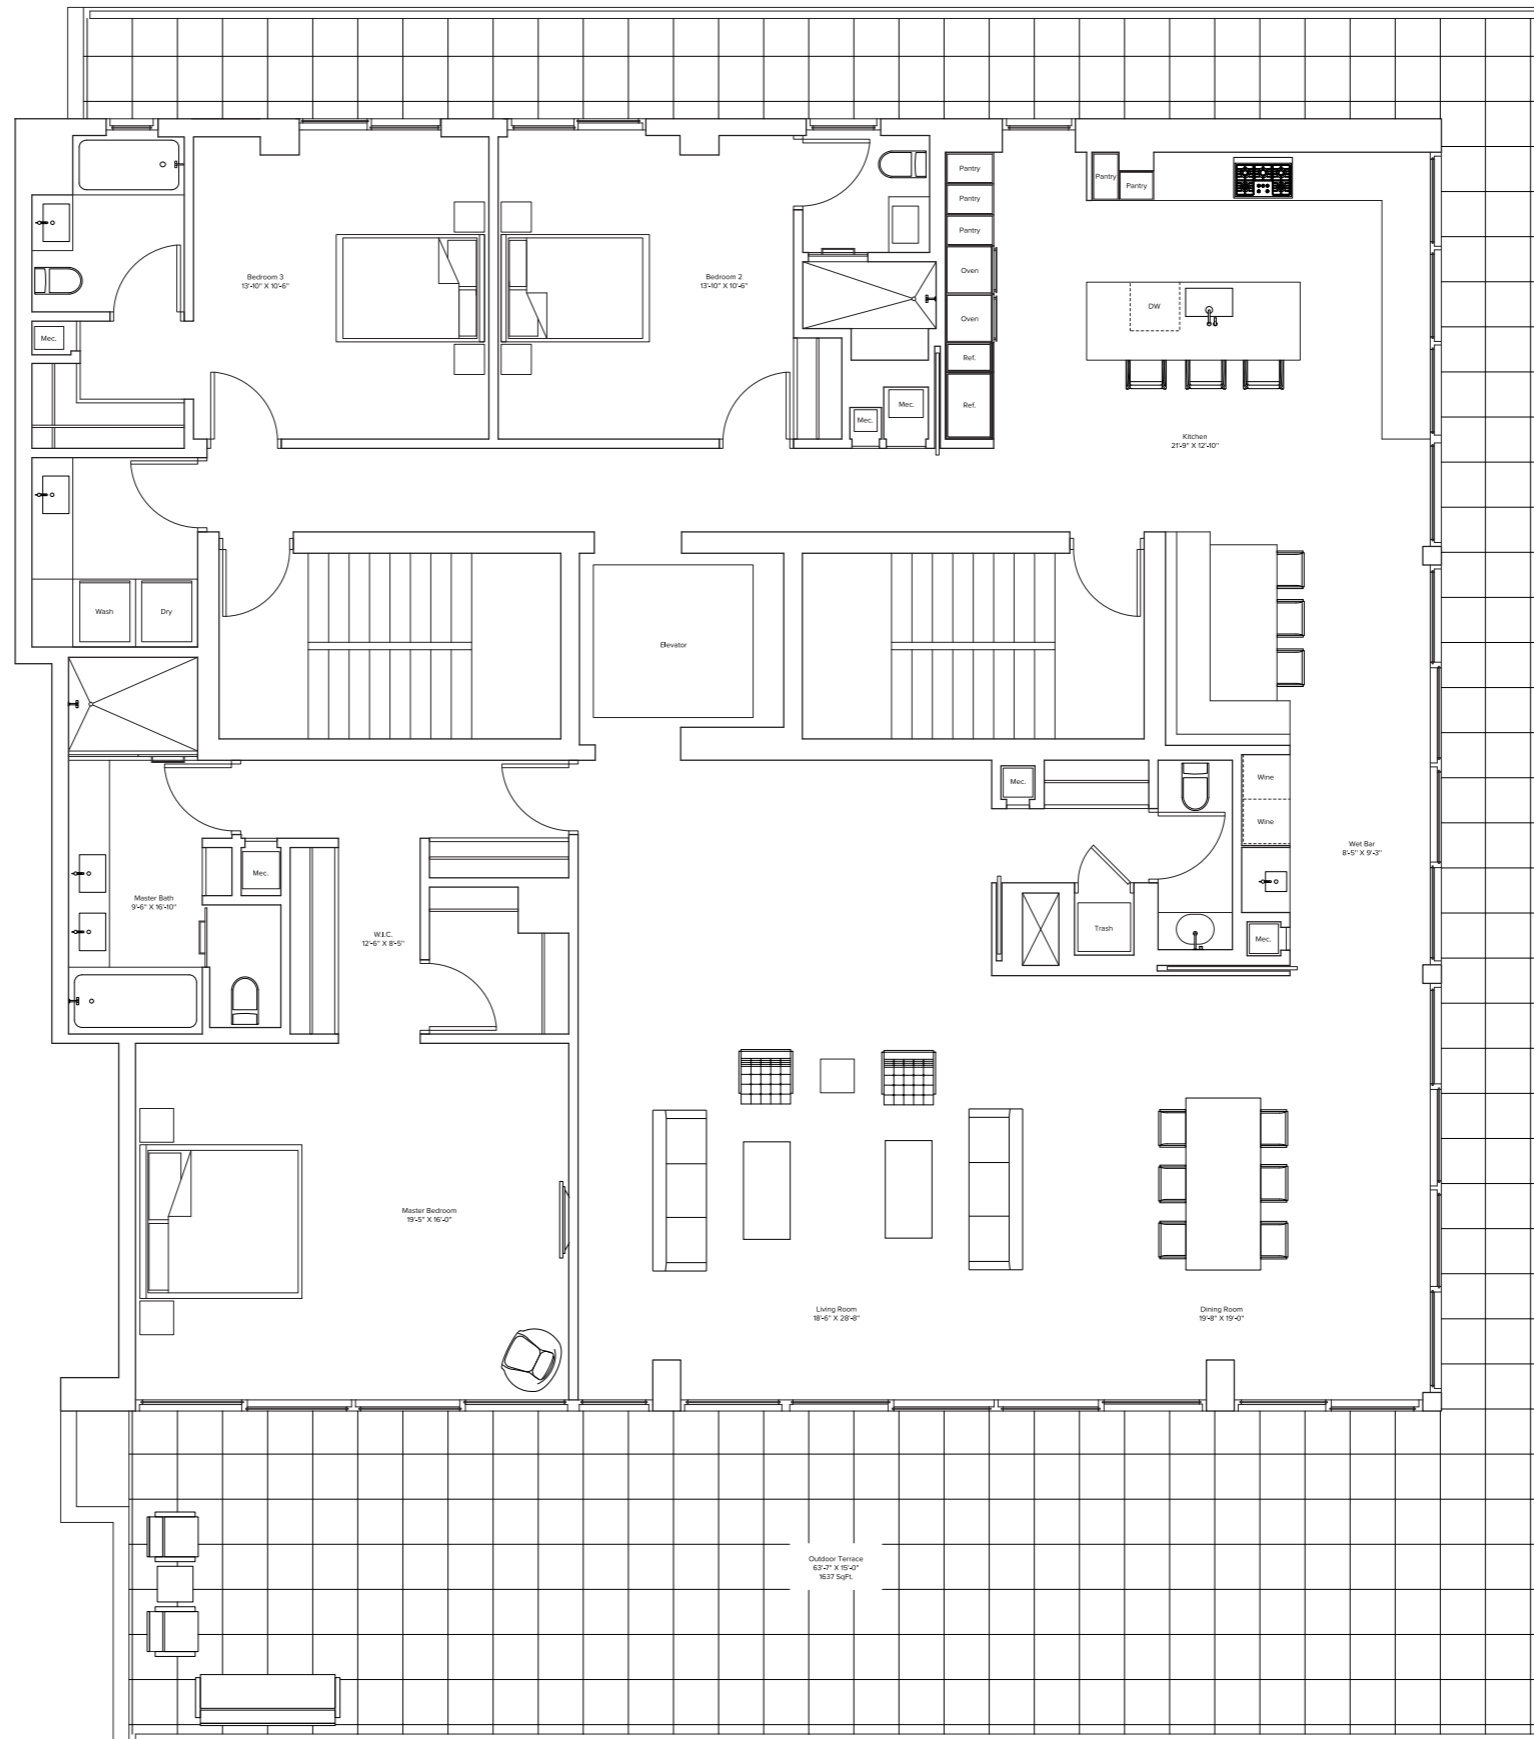 Pantry
Pantry
Pantry
Pantry
Pantry
Oven
Oven
Ref.
Ref.
Bedroom 3
13'-10" X 10'-6"
Bedroom 2
13'-10" X 10'-6"
DW
Mec.
Mec.
Mec.
Kitchen
21'-9" X 12'-10"
Wash
Dry
Elevator
Mec.
Wine
Wine
Wet Bar
8'-5" X 9'-3"
Mec.
Master Bath
9'-6" X 16'-10"
W.I.C.
12'-6" X 8'-5"
Trash
Mec.
Master Bedroom
19'-5" X 16'-0"
Living Room
18'-6" X 28'-8"
Dining Room
19'-8" X 19'-0"
Outdoor Terrace
63'-7" X 15'-0"
1637 SqFt.